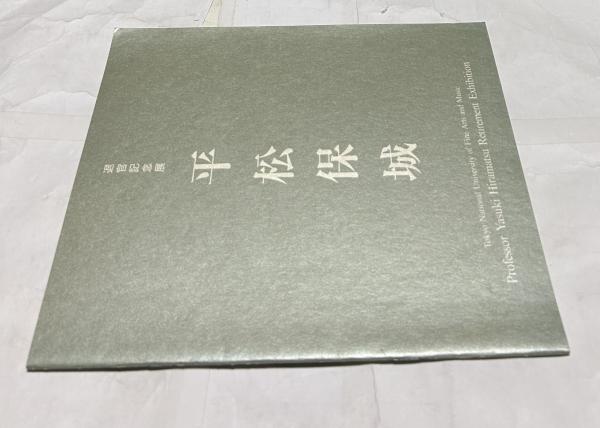 退官記念展
平松保城
Tokyo National University of Fine Arts and Music
Professor Yasuki Hiramatsu Retirement Exhibition